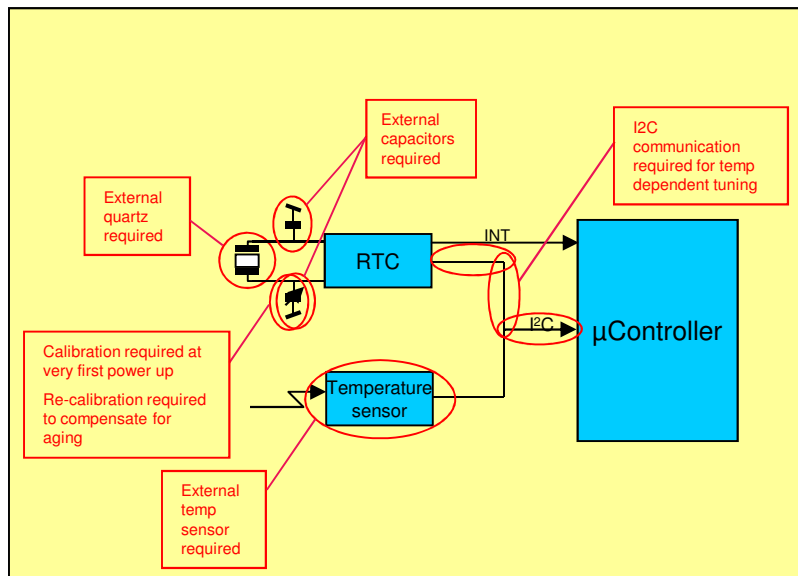 External
capacitors
required
I2C
communication
required for temp
dependent tuning
External
quartz
required
INT
RTC
I²C
µController
Calibration required at
very first power up
Re-calibration required
to compensate for
aging
Temperature
sensor
External
temp
sensor
required